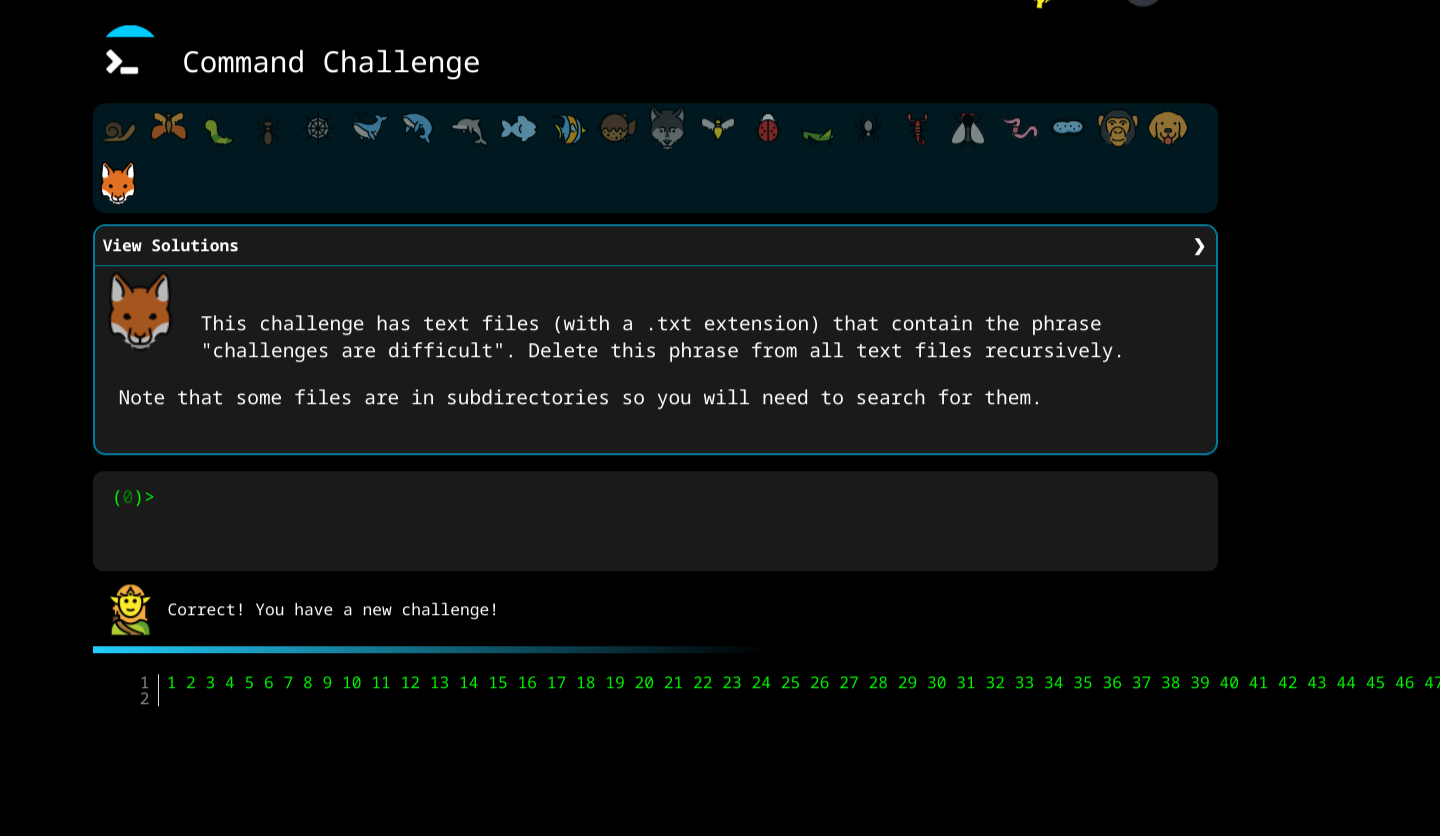 Command Challenge
View Solutions
This challenge has text files (with a .txt extension) that contain the phrase
"challenges are difficult". Delete this phrase from all text files recursively.
Note that some files are in subdirectories so you will need to search for them.
(0)>
Correct! You have a new challenge!
1 1 2 3 4 5 6 7 8 9 10 11 12 13 14 15 16 17 18 19 20 21 22 23 24 25 26 27 28 29 30 31 32 33 34 35 36 37 38 39 40 41 42 43 44 45 46 47
2